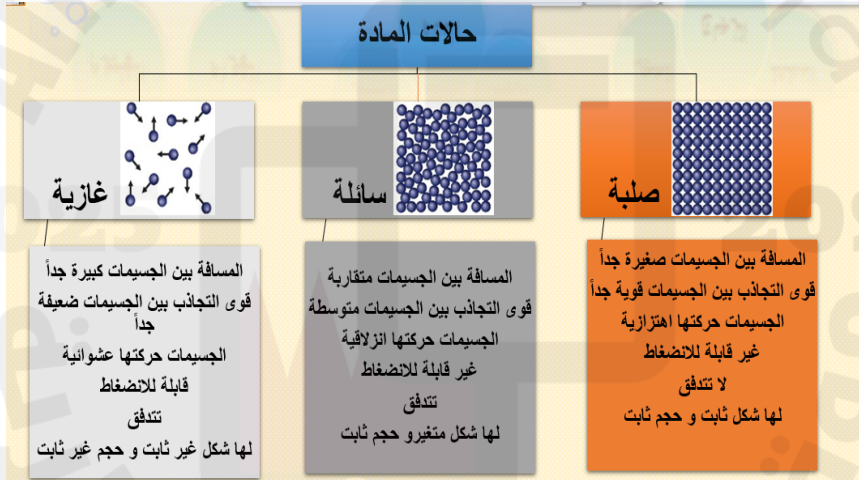 حالات المادة
صلبة
سائلة
غازية
المسافة بين الجسيمات صغيرة جداً
قوى التجاذب بين الجسيمات قوية جداً
الجسيمات حركتها اهتزازية
غير قابلة للانضغاط
لا تتدفق
لها شكل ثابت و حجم ثابت
المسافة بين الجسيمات متقاربة
قوى التجاذب بين الجسيمات متوسطة
الجسيمات حركتها انزلاقية
غير قابلة للانضغاط
تتدفق
لها شكل متغيرو حجم ثابت
المسافة بين الجسيمات كبيرة جداً
قوى التجاذب بين الجسيمات ضعيفة
جداً
الجسيمات حركتها عشوائية
قابلة للانضغاط
تتدفق
لها شكل غير ثابت و حجم غير ثابت